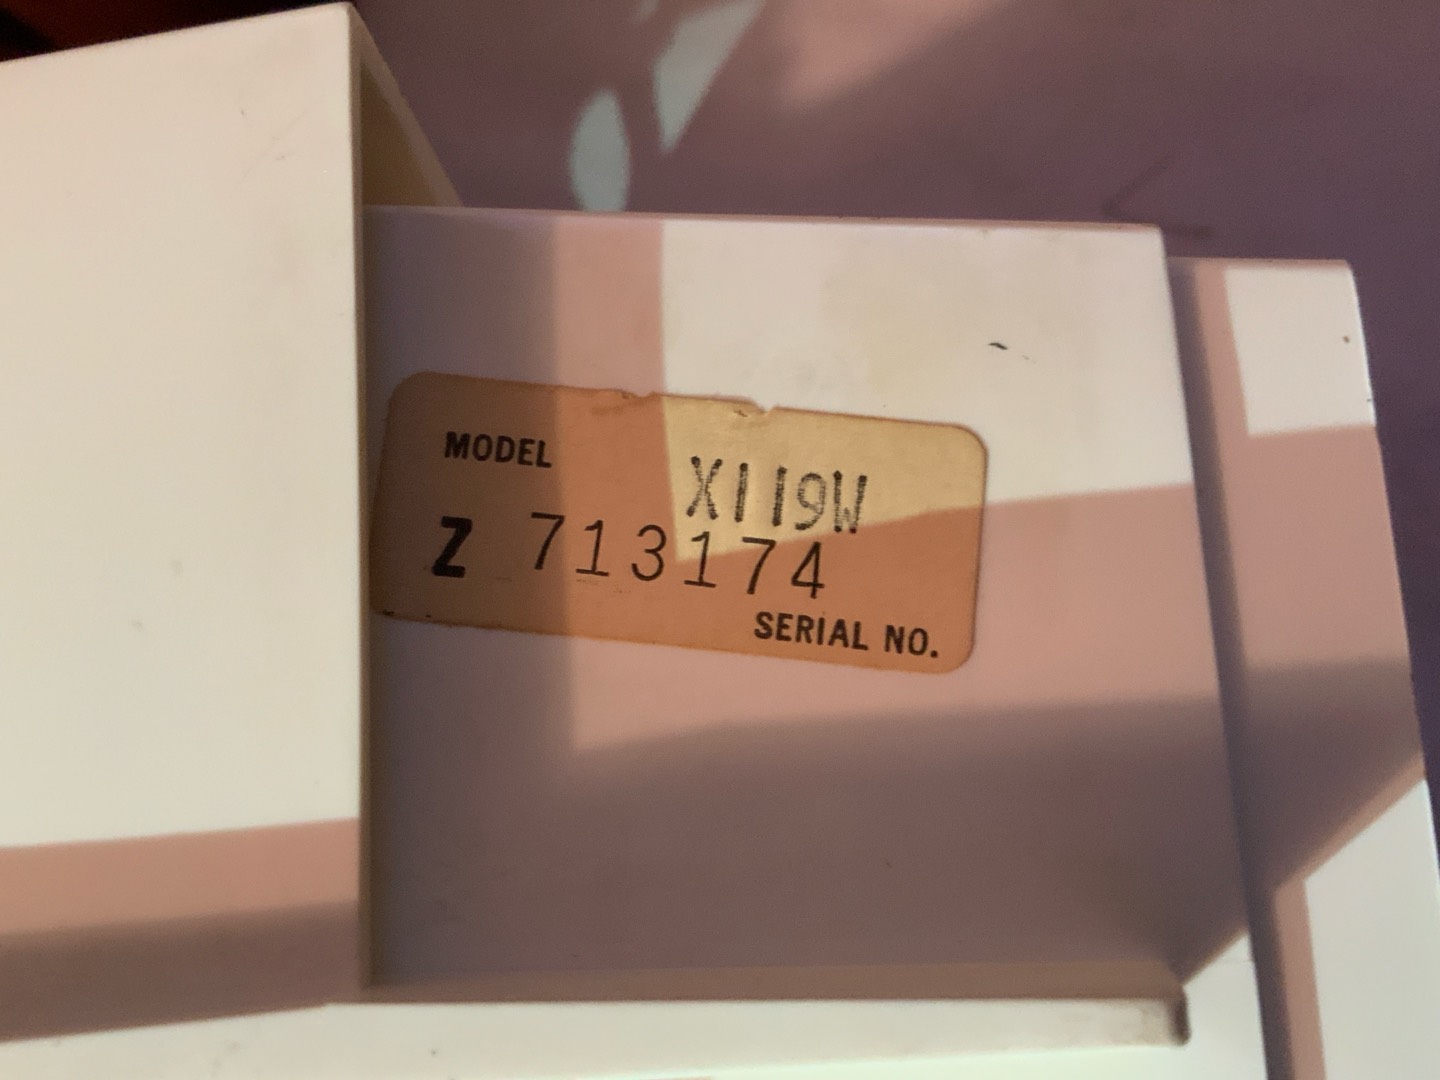 MODEL
X119W
Z 713174
SERIAL NO.